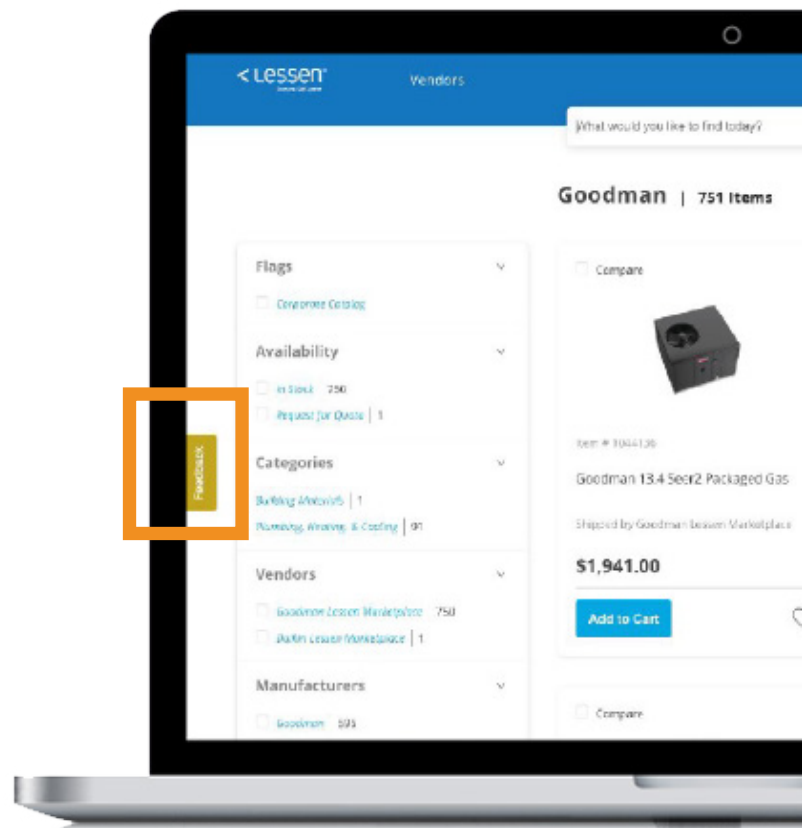 < Lessen
Vendors
What would you like to find today?
Goodman | 751 Items
Flags
Corporate Catalog
Availability
In Stock 750
Request for Quote | 1
Categories
Building Materials | 1
Plumbing, Heating, & Cooling | 91
Vendors
Goodman Lessen Marketplace 750
Lessen Marketplace | 1
Manufacturers
Goodman 595
Feedback
Compare
Item # 1044136
Goodman 13.4 Seer2 Packaged Gas
Shipped by Goodman Lessen Marketplace
$1,941.00
Add to Cart
Compare